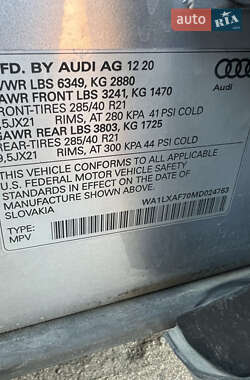 AUTO RIA
MFD. BY AUDI AG 12 20
GVWR LBS 6349, KG 2880
GAWR FRONT LBS 3241, KG 1470
FRONT-TIRES 285/40 R21
9,5JX21 RIMS, AT 280 KPA 41 PSI COLD
GAWR REAR LBS 3803, KG 1725
REAR-TIRES 285/40 R21
9,5JX21 RIMS, AT 300 KPA 44 PSI COLD
THIS VEHICLE CONFORMS TO ALL APPLICABLE
FEDERAL MOTOR VEHICLE SAFETY
STANDARDS IN EFFECT ON THE DATE OF
MANUFACTURE SHOWN ABOVE.
SLOVAKIA
WA1LXAF70MD024763
TYPE:
MPV
Audi